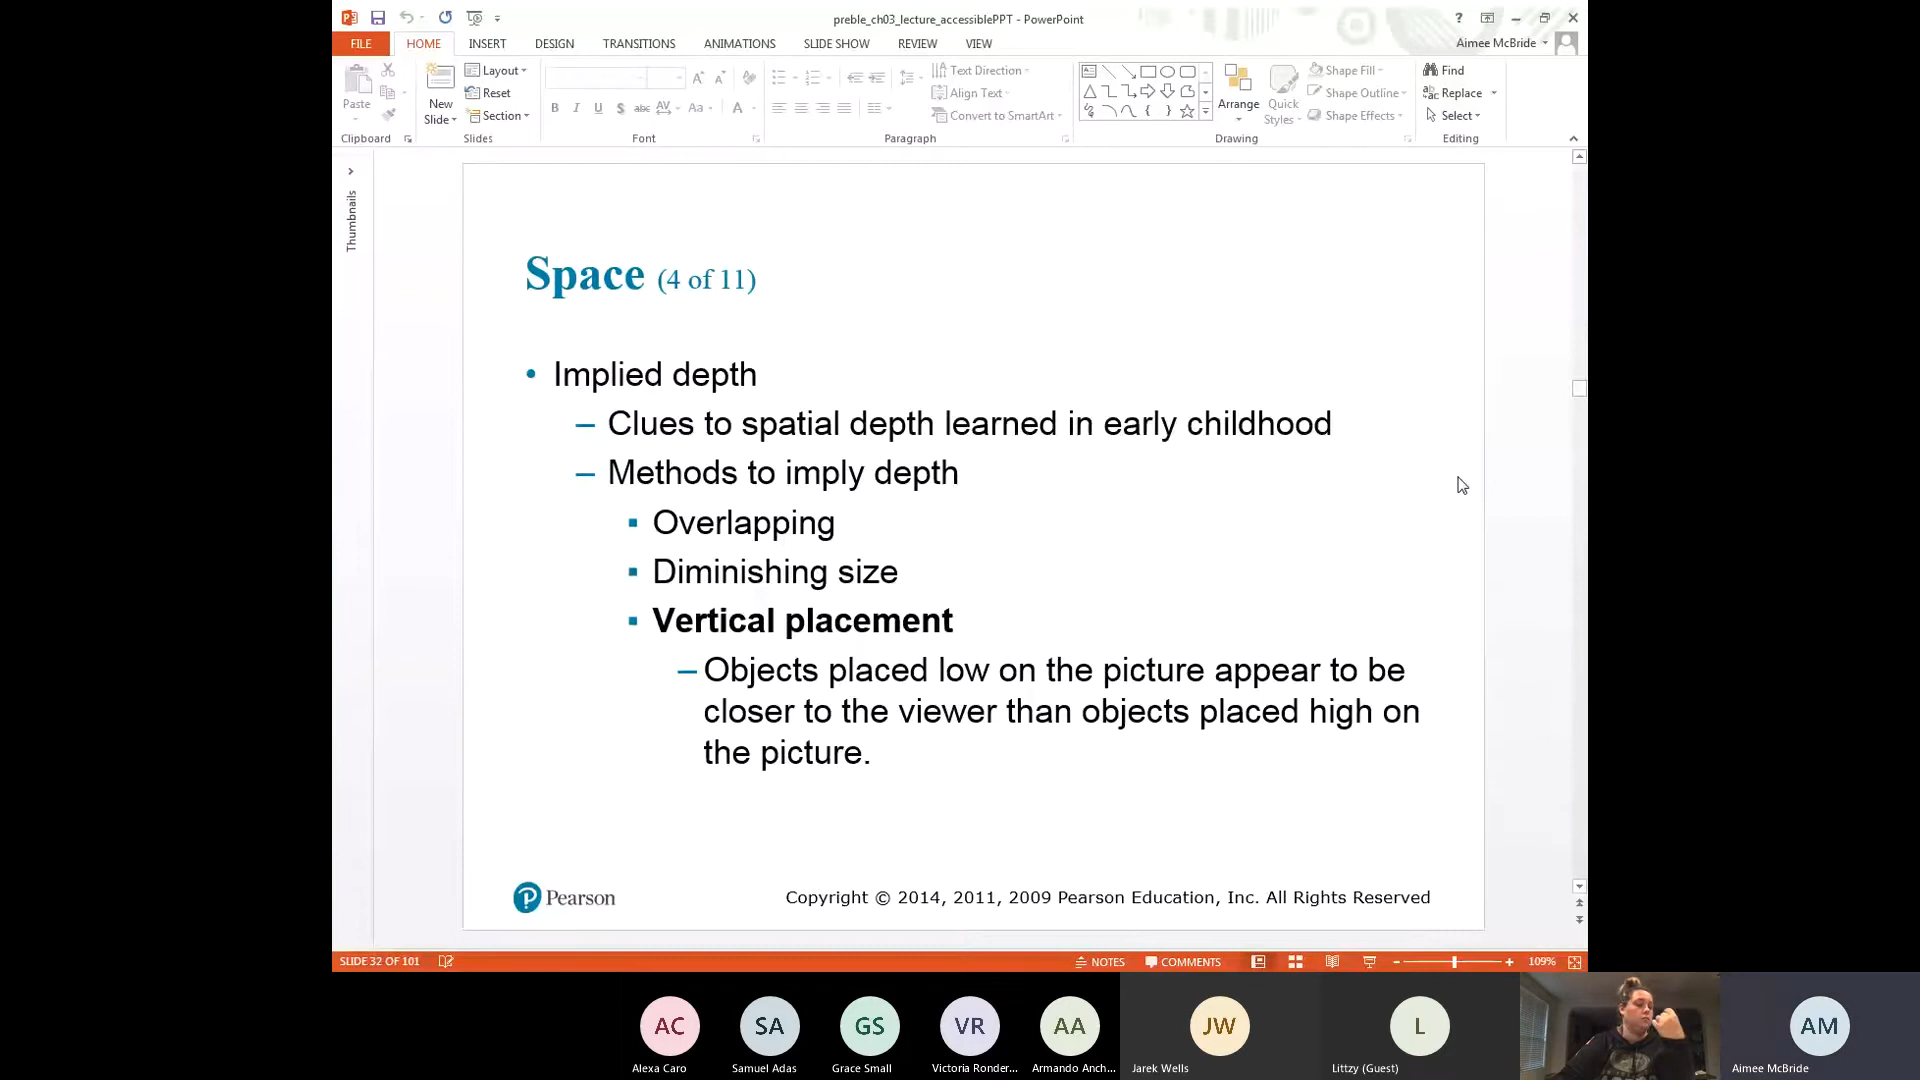 preble_ch03_lecture_accessiblePPT - PowerPoint
FILE HOME INSERT DESIGN TRANSITIONS ANIMATIONS SLIDE SHOW REVIEW VIEW
Aimee McBride
Paste
Clipboard
New
Slide
Layout
Reset
Section
Slides
B I U S abc AV Aa A
Font
Paragraph
Text Direction
Align Text
Convert to SmartArt
Arrange
Quick
Styles
Shape Fill
Shape Outline
Shape Effects
Drawing
Find
Replace
Select
Editing
Thumbnails
Space (4 of 11)
• Implied depth
– Clues to spatial depth learned in early childhood
– Methods to imply depth
▪ Overlapping
▪ Diminishing size
▪ Vertical placement
– Objects placed low on the picture appear to be
closer to the viewer than objects placed high on
the picture.
Pearson
Copyright © 2014, 2011, 2009 Pearson Education, Inc. All Rights Reserved
SLIDE 32 OF 101
NOTES COMMENTS 109%
AC SA GS VR AA JW L AM
Alexa Caro Samuel Adas Grace Small Victoria Ronder... Armando Anch... Jarek Wells Littzy (Guest) Aimee McBride